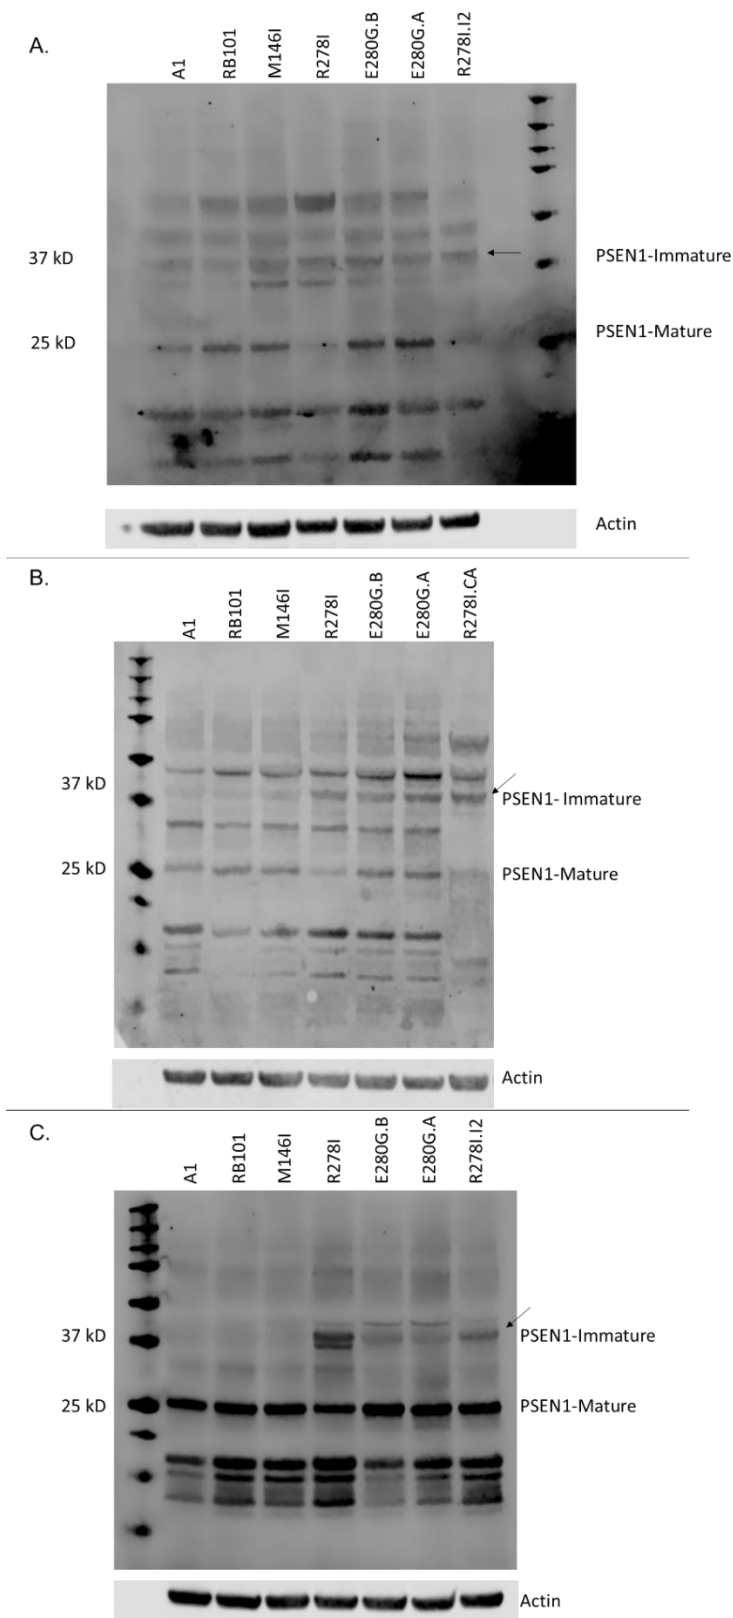 A.
A1
RB101
M146I
R278I
E280G.B
E280G.A
R278I.I2
37 kD
PSEN1-Immature
25 kD
PSEN1-Mature
Actin
B.
A1
RB101
M146I
R278I
E280G.B
E280G.A
R278I.CA
37 kD
PSEN1- Immature
25 kD
PSEN1-Mature
Actin
C.
A1
RB101
M146I
R278I
E280G.B
E280G.A
R278I.I2
37 kD
PSEN1-Immature
25 kD
PSEN1-Mature
Actin